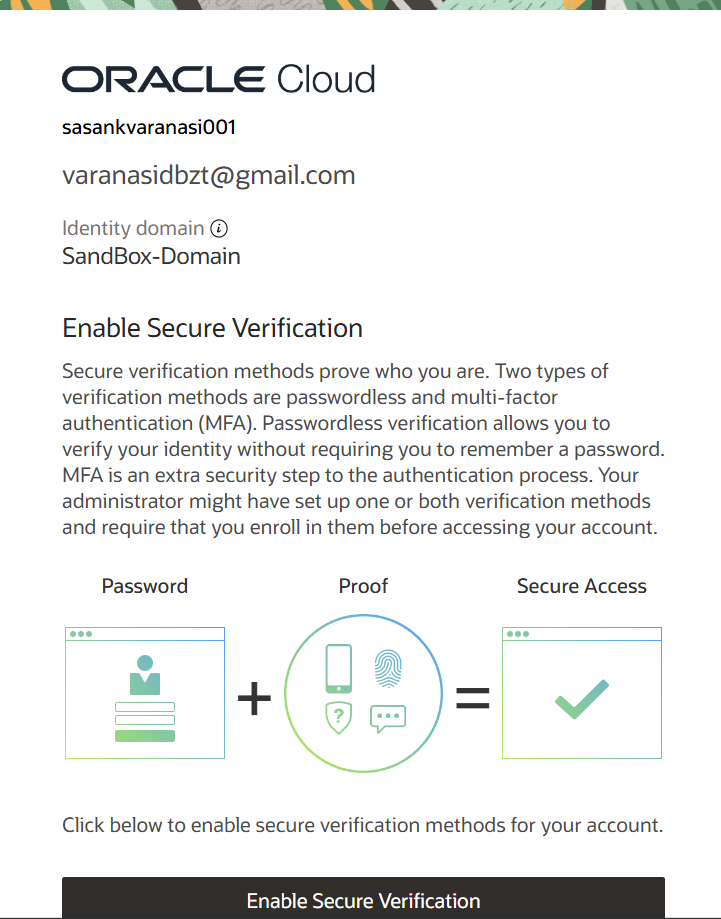 ORACLE Cloud
sasankvaranasi001
varanasidbzt@gmail.com
Identity domain
SandBox-Domain
Enable Secure Verification
Secure verification methods prove who you are. Two types of
verification methods are passwordless and multi-factor
authentication (MFA). Passwordless verification allows you to
verify your identity without requiring you to remember a password.
MFA is an extra security step to the authentication process. Your
administrator might have set up one or both verification methods
and require that you enroll in them before accessing your account.
Password Proof Secure Access
Click below to enable secure verification methods for your account.
Enable Secure Verification